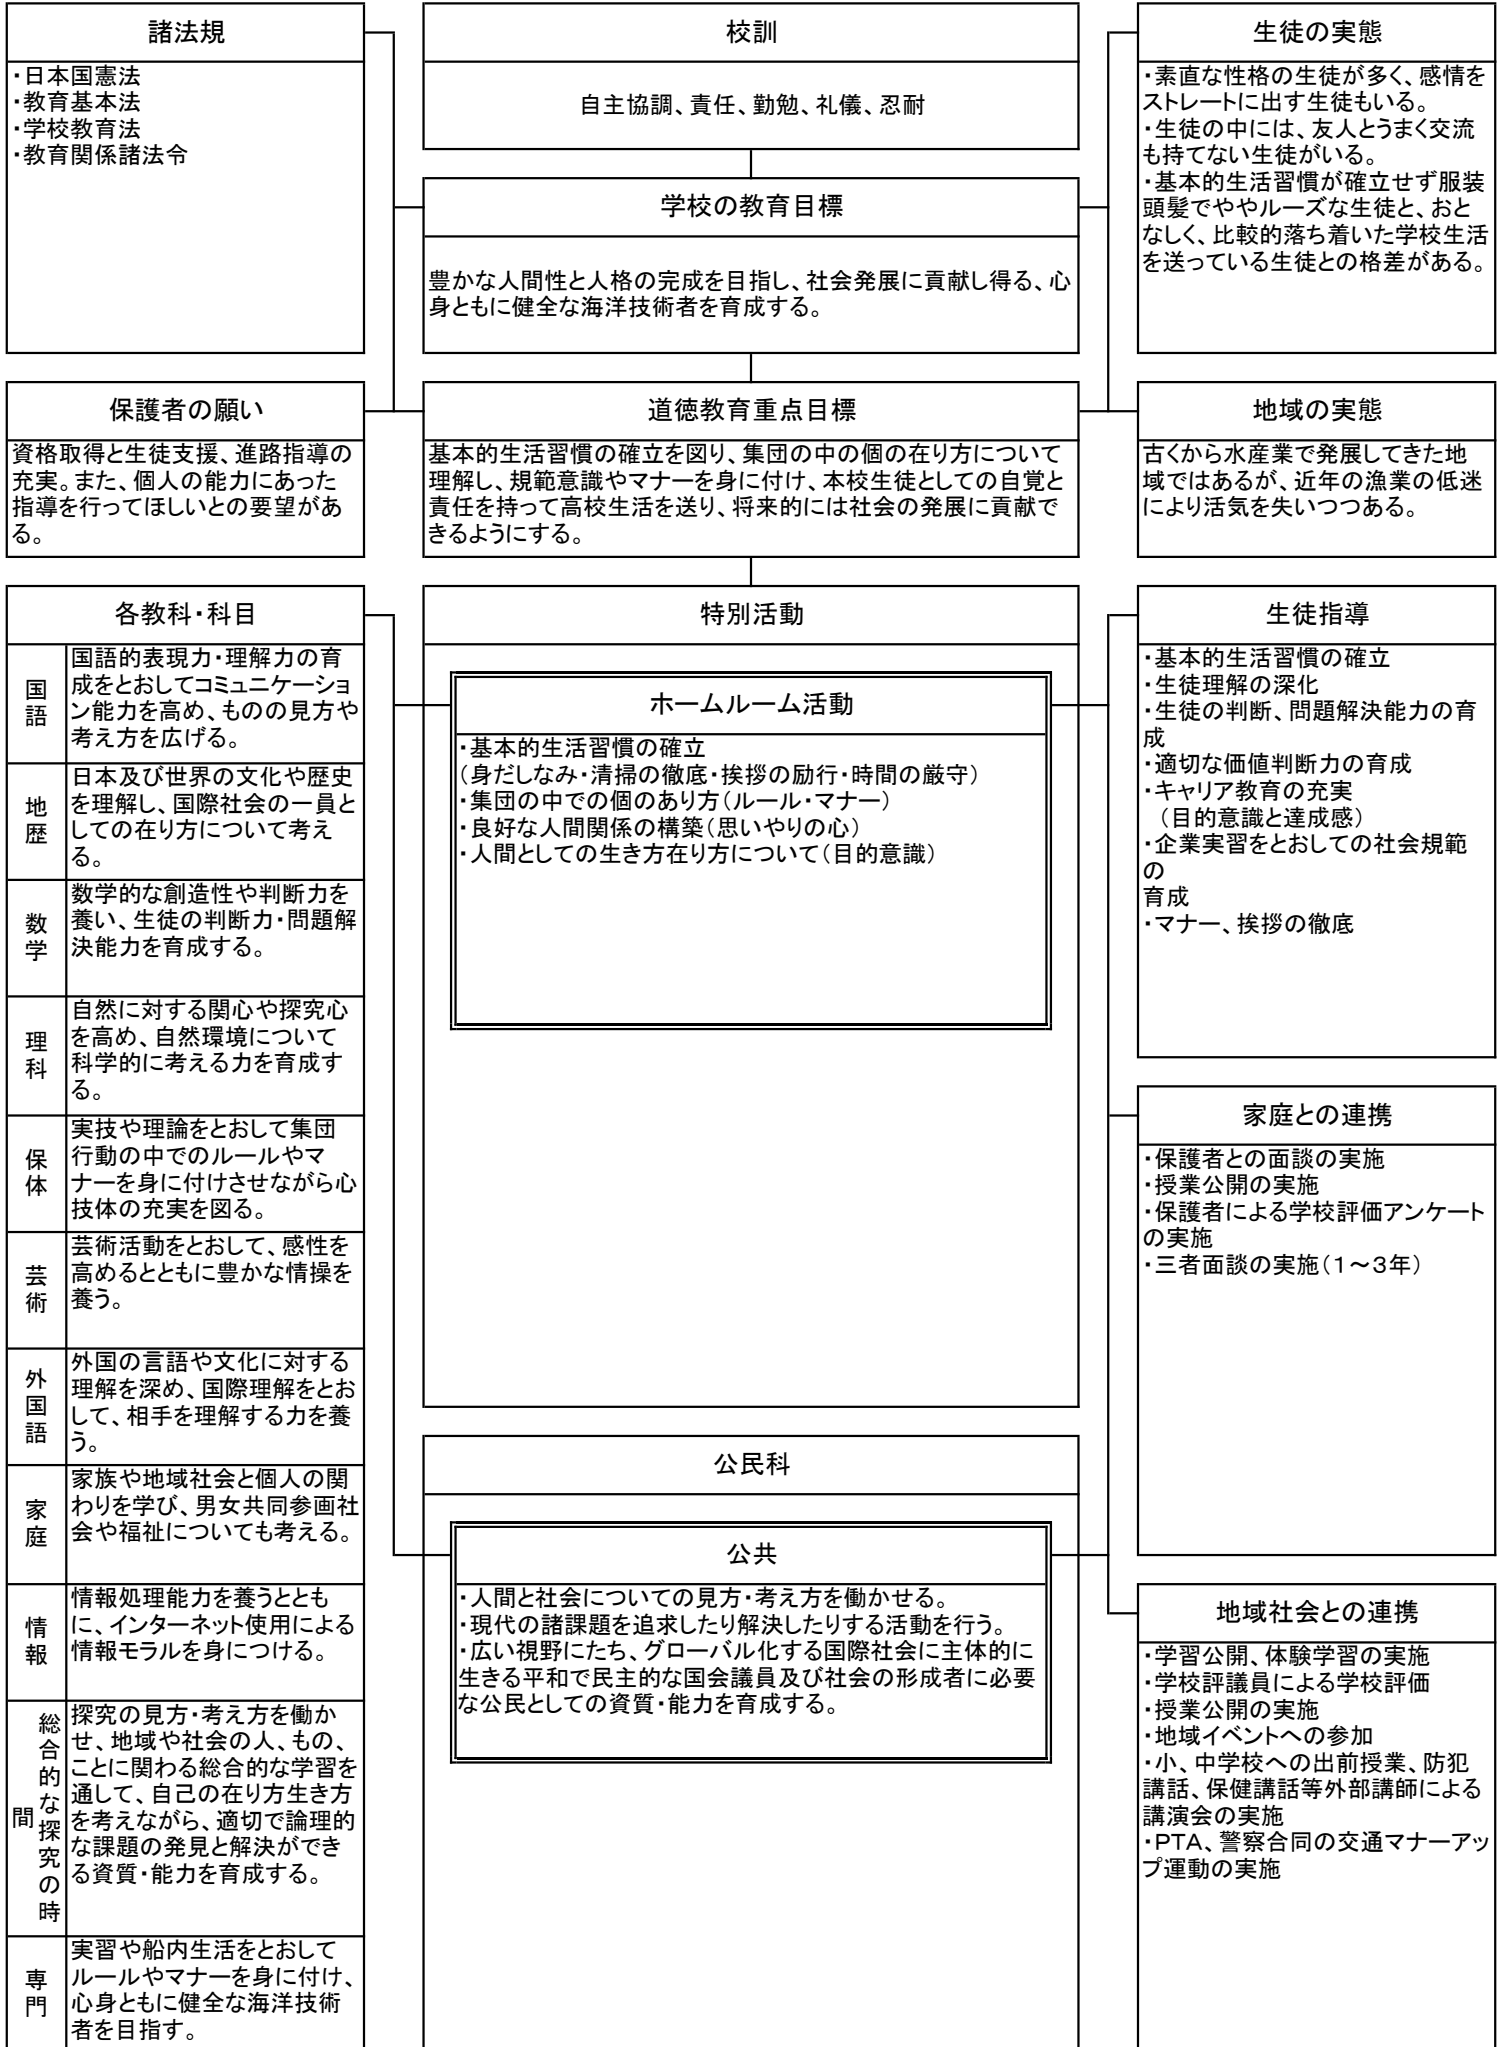 諸法規
・日本国憲法
・教育基本法
・学校教育法
・教育関係諸法令
校訓
自主協調、責任、勤勉、礼儀、忍耐
生徒の実態
・素直な性格の生徒が多く、感情を
ストレートに出す生徒もいる。
・生徒の中には、友人とうまく交流
も持てない生徒がいる。
・基本的生活習慣が確立せず服装
頭髪でややルーズな生徒と、おと
なしく、比較的落ち着いた学校生活
を送っている生徒との格差がある。
学校の教育目標
豊かな人間性と人格の完成を目指し、社会発展に貢献し得る、心
身ともに健全な海洋技術者を育成する。
保護者の願い
資格取得と生徒支援、進路指導の
充実。また、個人の能力にあった
指導を行ってほしいとの要望があ
る。
道徳教育重点目標
基本的生活習慣の確立を図り、集団の中の個の在り方について
理解し、規範意識やマナーを身に付け、本校生徒としての自覚と
責任を持って高校生活を送り、将来的には社会の発展に貢献で
きるようにする。
地域の実態
古くから水産業で発展してきた地
域ではあるが、近年の漁業の低迷
により活気を失いつつある。
各教科・科目
国語
国語的表現力・理解力の育
成をとおしてコミュニケーショ
ン能力を高め、ものの見方や
考え方を広げる。
地歴
日本及び世界の文化や歴史
を理解し、国際社会の一員と
しての在り方について考え
る。
数学
数学的な創造性や判断力を
養い、生徒の判断力・問題解
決能力を育成する。
理科
自然に対する関心や探究心
を高め、自然環境について
科学的に考える力を育成す
る。
保体
実技や理論をとおして集団
行動の中でのルールやマ
ナーを身に付けさせながら心
技体の充実を図る。
芸術
芸術活動をとおして、感性を
高めるとともに豊かな情操を
養う。
外国語
外国の言語や文化に対する
理解を深め、国際理解をとお
して、相手を理解する力を養
う。
家庭
家族や地域社会と個人の関
わりを学び、男女共同参画社
会や福祉についても考える。
情報
情報処理能力を養うととも
に、インターネット使用による
情報モラルを身につける。
総合的な探究の時
間
探究の見方・考え方を働か
せ、地域や社会の人、もの、
ことに関わる総合的な学習を
通して、自己の在り方生き方
を考えながら、適切で論理的
な課題の発見と解決ができ
る資質・能力を育成する。
専門
実習や船内生活をとおして
ルールやマナーを身に付け、
心身ともに健全な海洋技術
者を目指す。
特別活動
ホームルーム活動
・基本的生活習慣の確立
(身だしなみ・清掃の徹底・挨拶の励行・時間の厳守)
・集団の中での個のあり方(ルール・マナー)
・良好な人間関係の構築(思いやりの心)
・人間としての生き方在り方について(目的意識)
公民科
公共
・人間と社会についての見方・考え方を働かせる。
・現代の諸課題を追求したり解決したりする活動を行う。
・広い視野にたち、グローバル化する国際社会に主体的に
生きる平和で民主的な国会議員及び社会の形成者に必要
な公民としての資質・能力を育成する。
生徒指導
・基本的生活習慣の確立
・生徒理解の深化
・生徒の判断、問題解決能力の育
成
・適切な価値判断力の育成
・キャリア教育の充実
(目的意識と達成感)
・企業実習をとおしての社会規範
の
育成
・マナー、挨拶の徹底
家庭との連携
・保護者との面談の実施
・授業公開の実施
・保護者による学校評価アンケート
の実施
・三者面談の実施(1～3年)
地域社会との連携
・学習公開、体験学習の実施
・学校評議員による学校評価
・授業公開の実施
・地域イベントへの参加
・小、中学校への出前授業、防犯
講話、保健講話等外部講師による
講演会の実施
・PTA、警察合同の交通マナーアッ
プ運動の実施